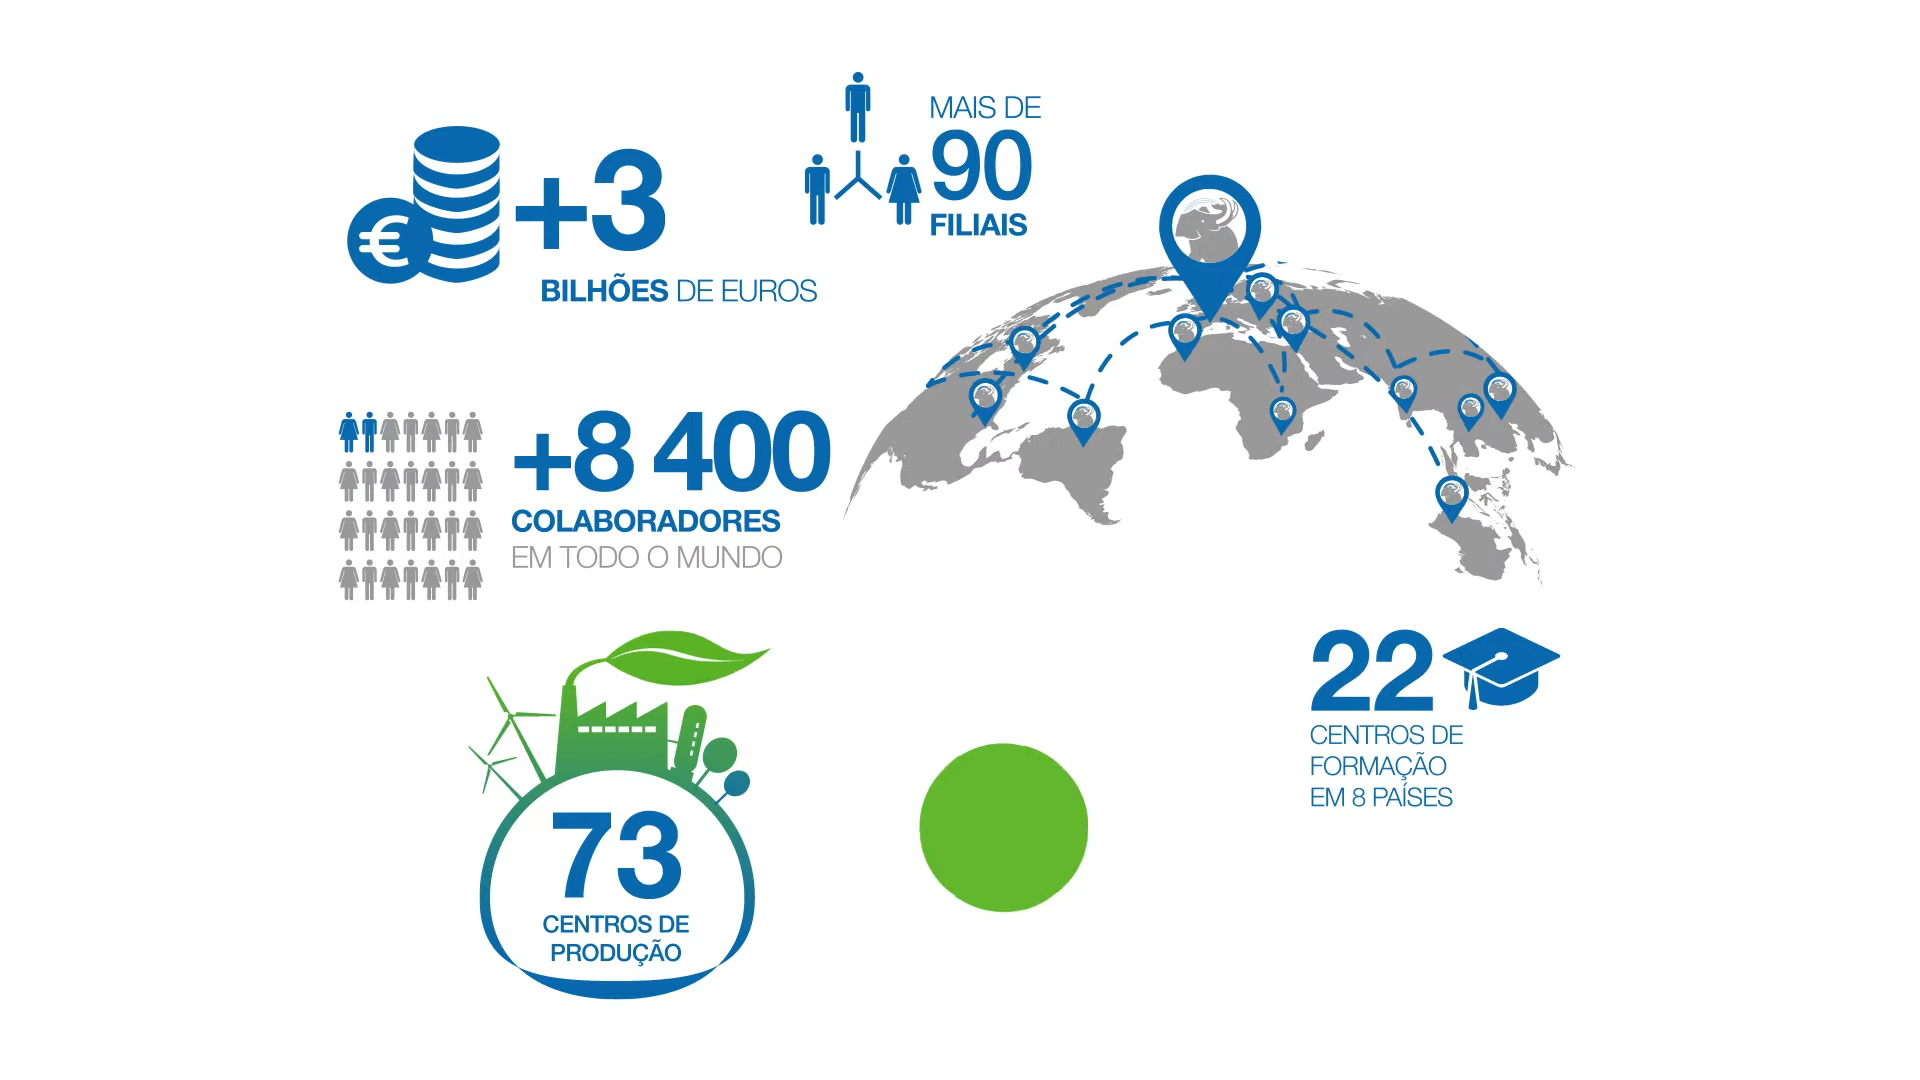 +3
BILHÕES DE EUROS
MAIS DE
90
FILIAIS
+8 400
COLABORADORES
EM TODO O MUNDO
73
CENTROS DE
PRODUÇÃO
22
CENTROS DE
FORMAÇÃO
EM 8 PAÍSES